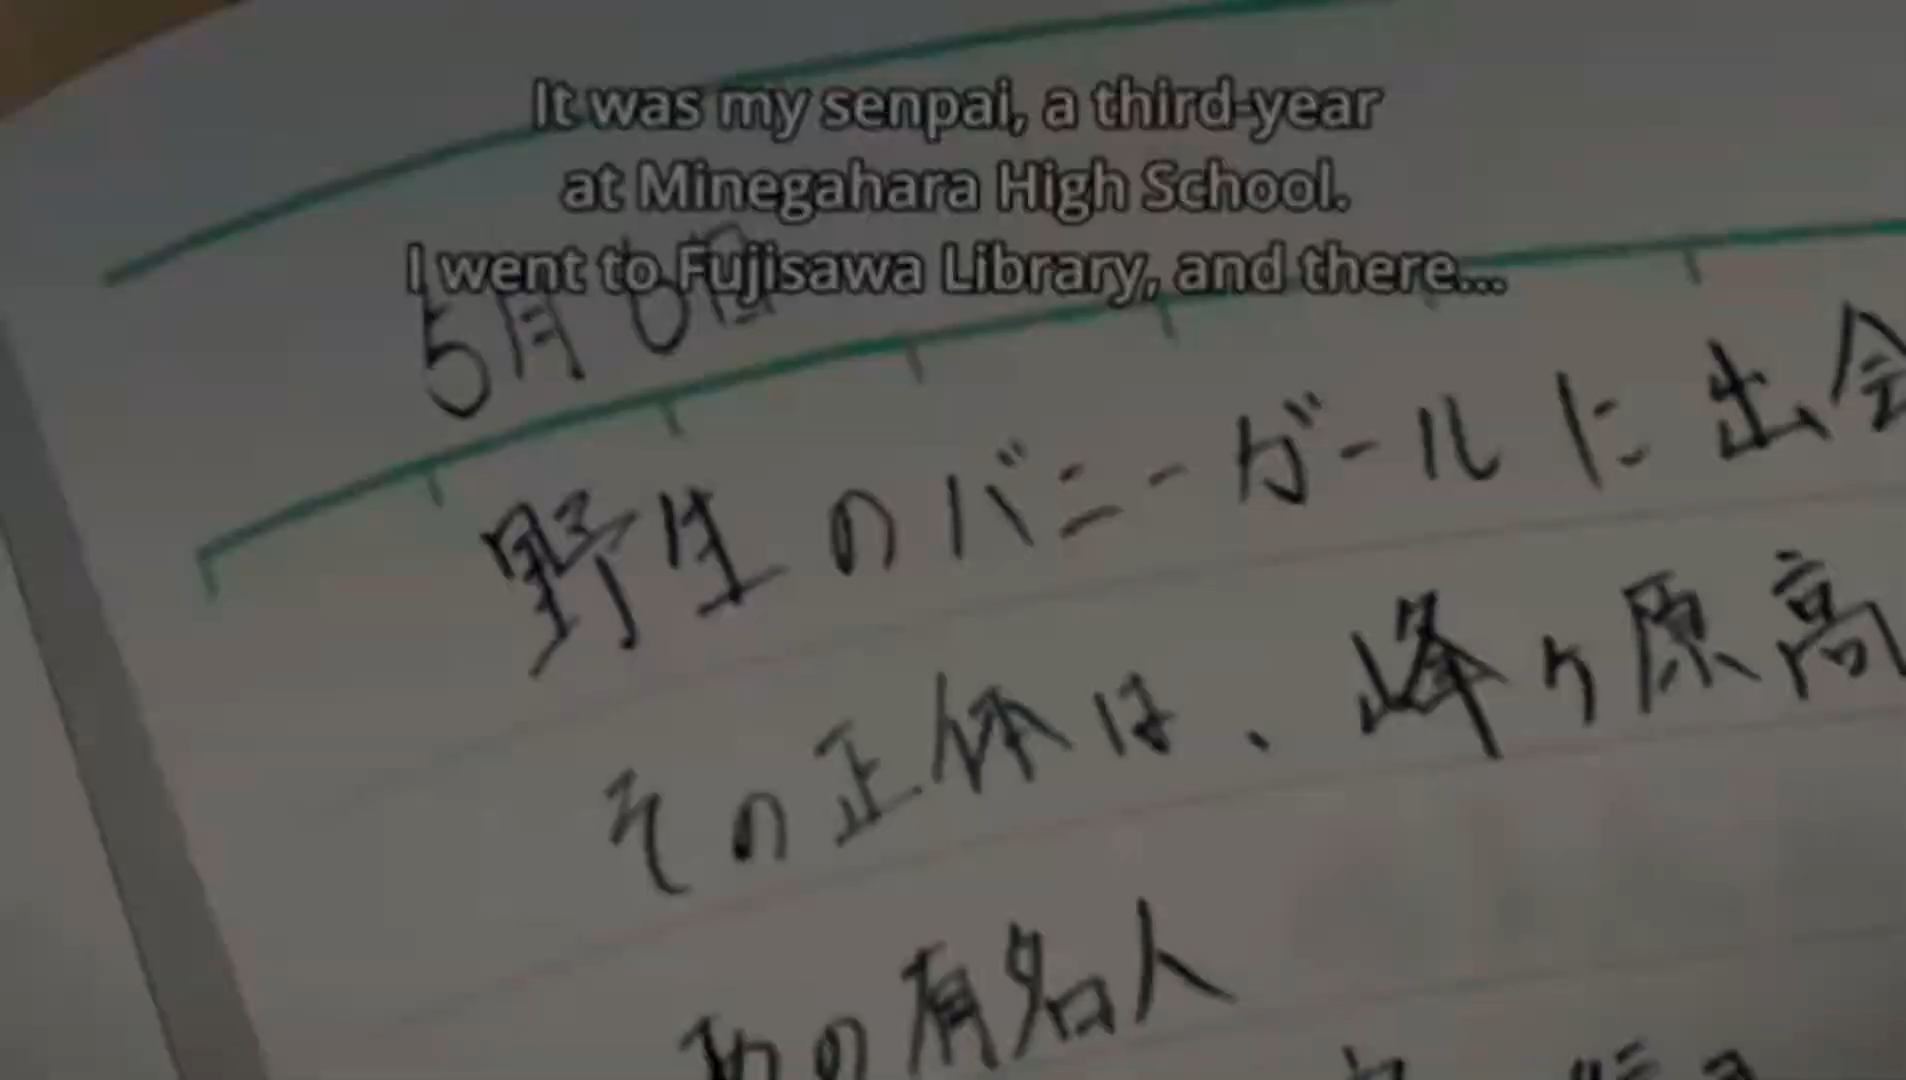 It was my senpai, a third-year
at Minegahara High School.
I went to Fujisawa Library, and there...
5月6日
野生のバニーガールに出会
その正体は、峰ヶ原高
の有名人